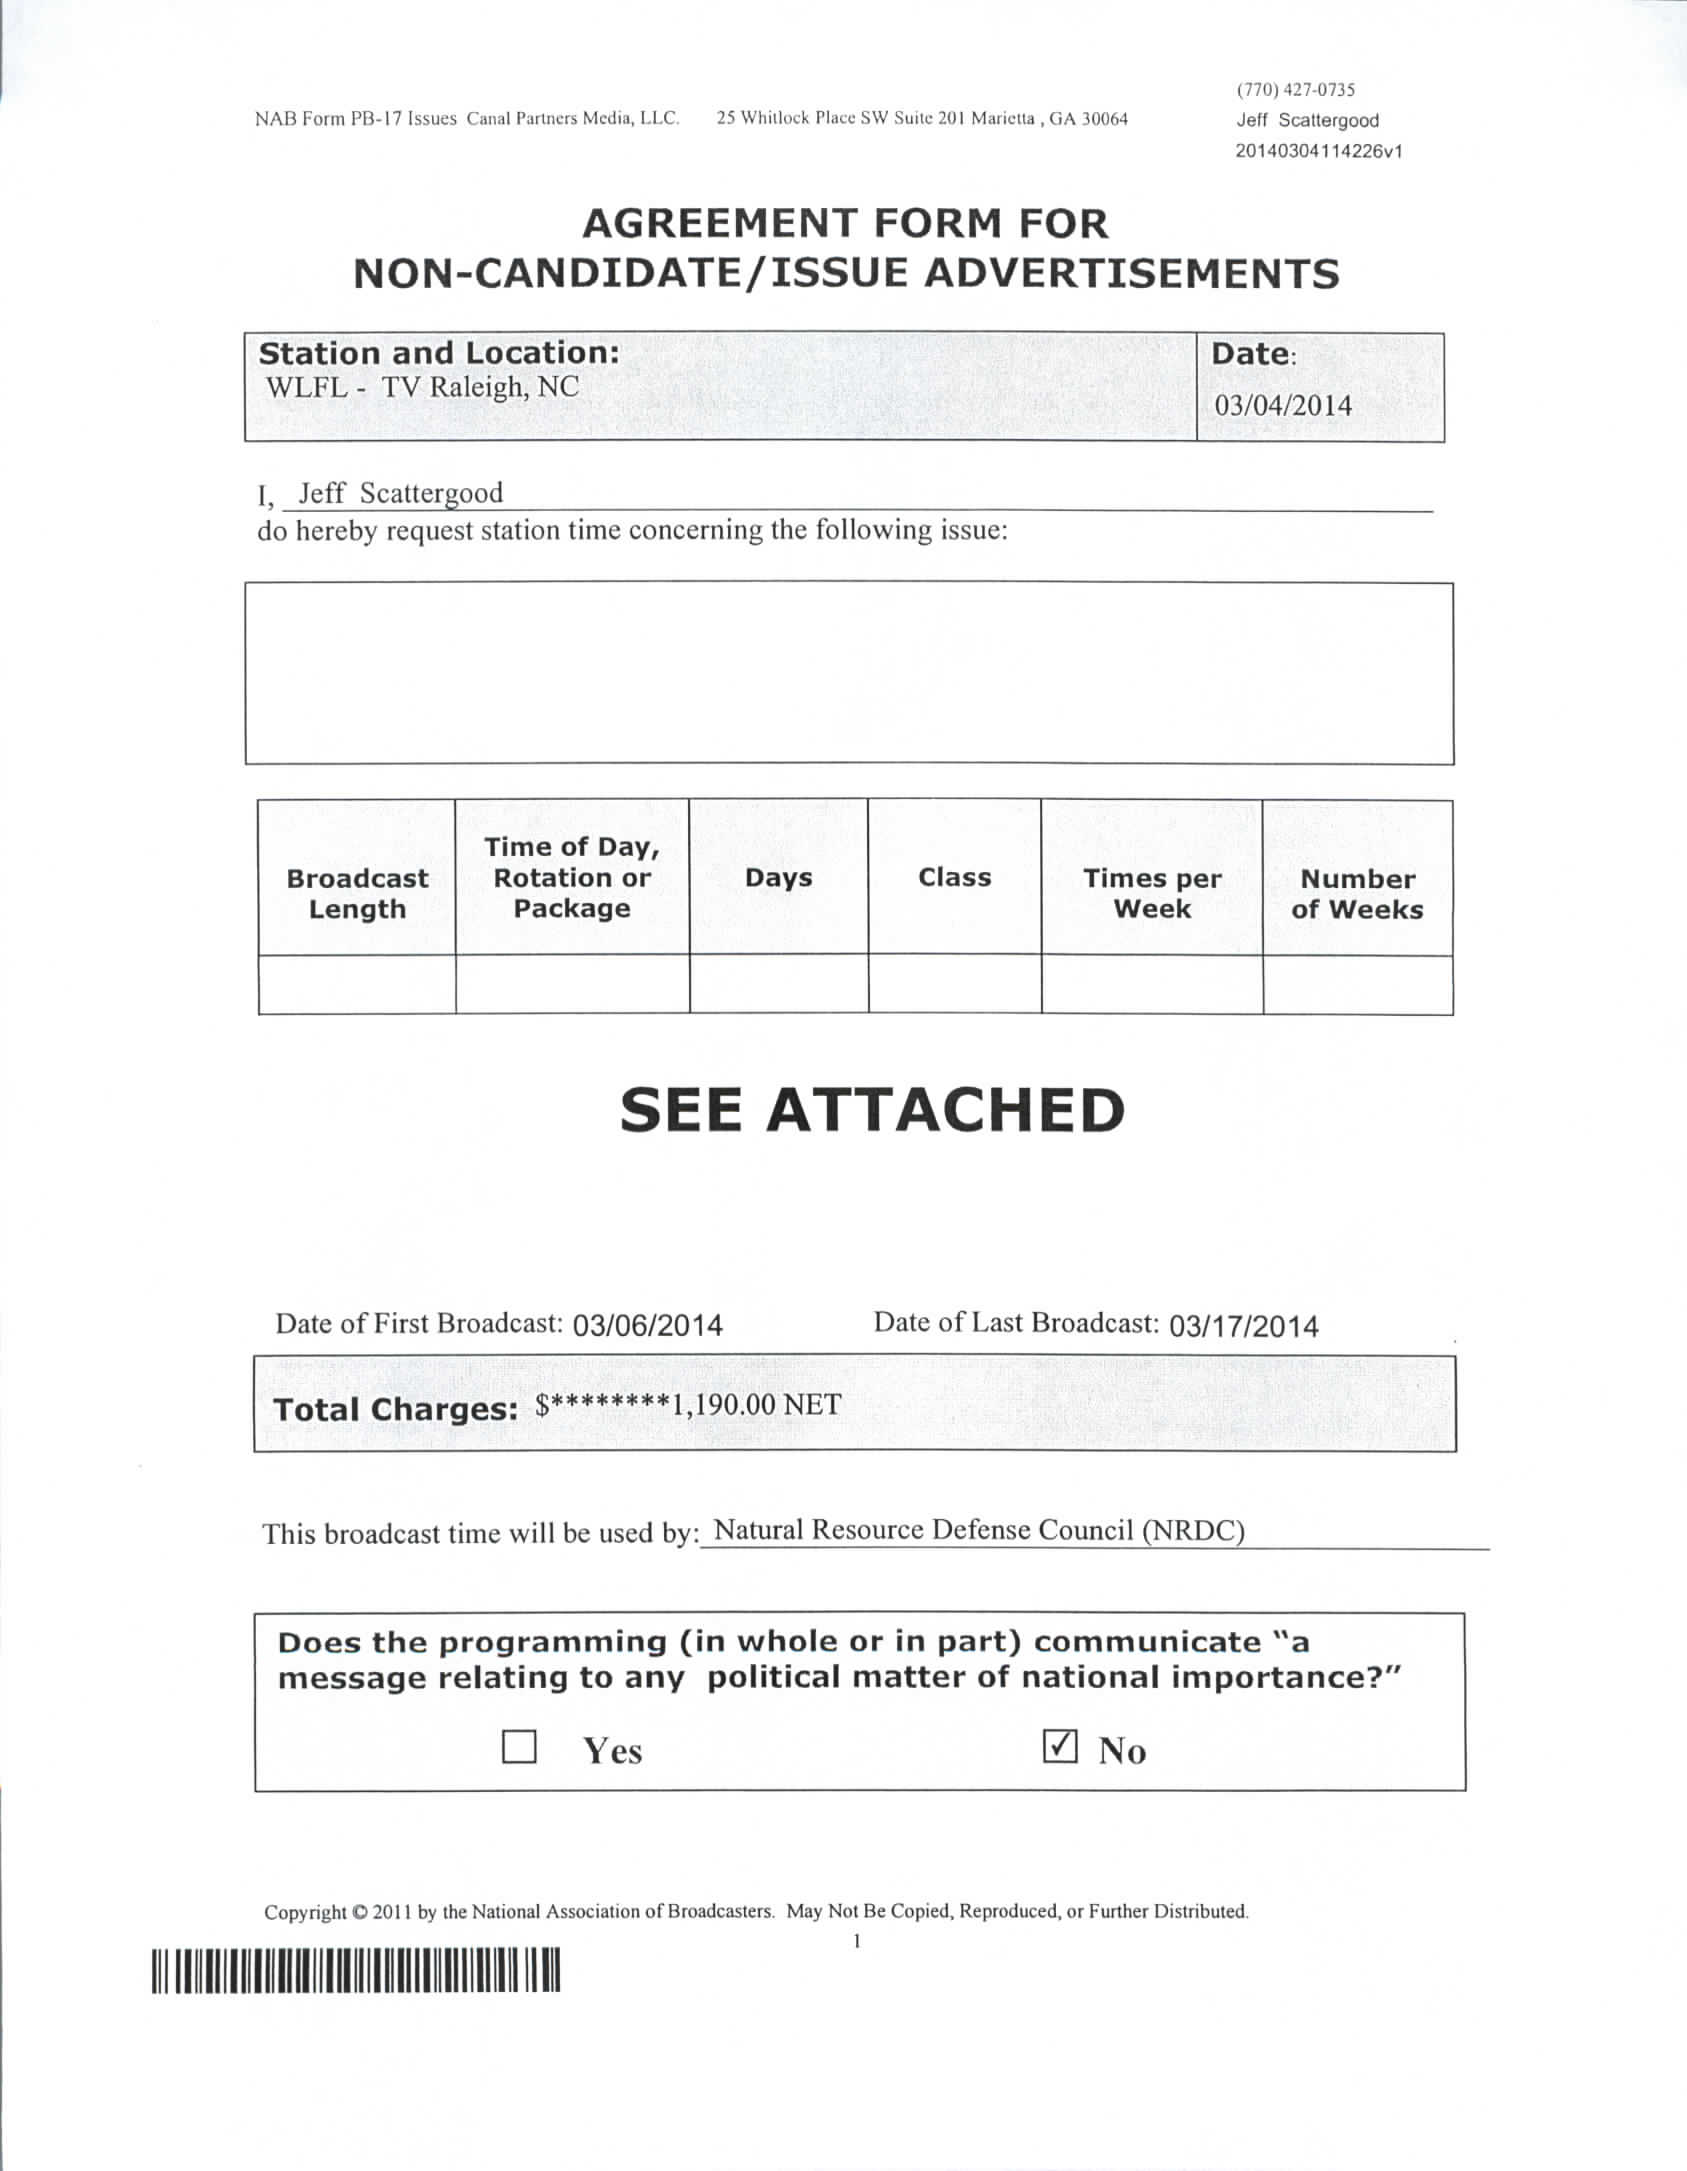 (770) 427-0735
NAB Form PB-17 Issues Canal Partners Media, LLC. 25 Whitlock Place SW Suite 201 Marietta , GA 30064
Jeff Scattergood
20140304114226v1
AGREEMENT FORM FOR
NON-CANDIDATE/ISSUE ADVERTISEMENTS
Station and Location: Date:
WLFL - TV Raleigh, NC
03/04/2014
I, Jeff Scattergood
do hereby request station time concerning the following issue:
Broadcast Length
Time of Day, Rotation or Package
Days
Class
Times per Week
Number of Weeks
SEE ATTACHED
Date of First Broadcast: 03/06/2014 Date of Last Broadcast: 03/17/2014
Total Charges: $********1,190.00 NET
This broadcast time will be used by: Natural Resource Defense Council (NRDC)
Does the programming (in whole or in part) communicate “a
message relating to any political matter of national importance?”
☐ Yes ☑ No
Copyright © 2011 by the National Association of Broadcasters. May Not Be Copied, Reproduced, or Further Distributed.
1